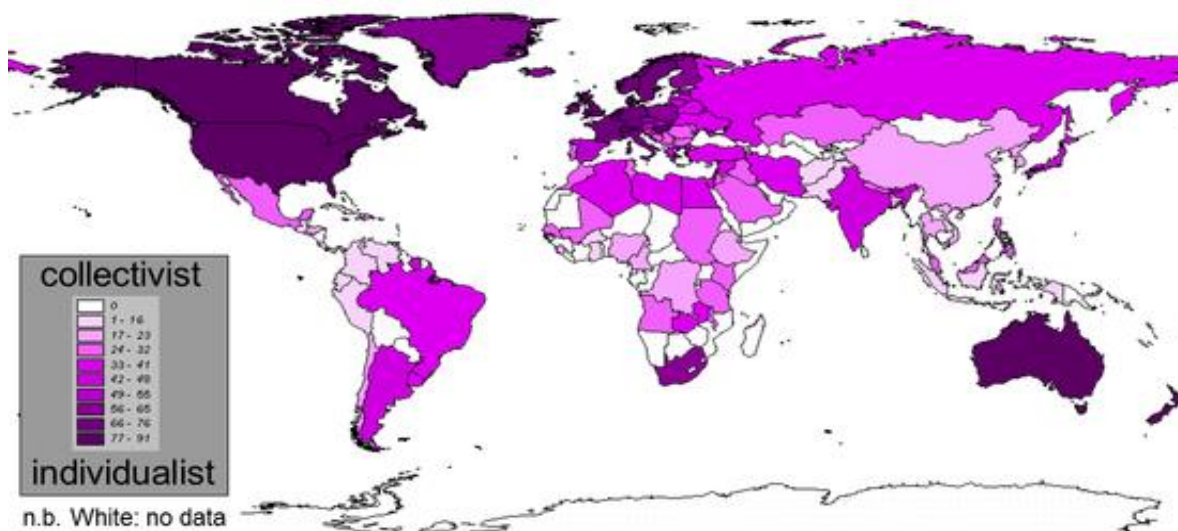 collectivist
0
1 - 16
17 - 23
24 - 32
33 - 41
42 - 48
49 - 55
56 - 65
66 - 76
77 - 91
individualist
n.b. White: no data